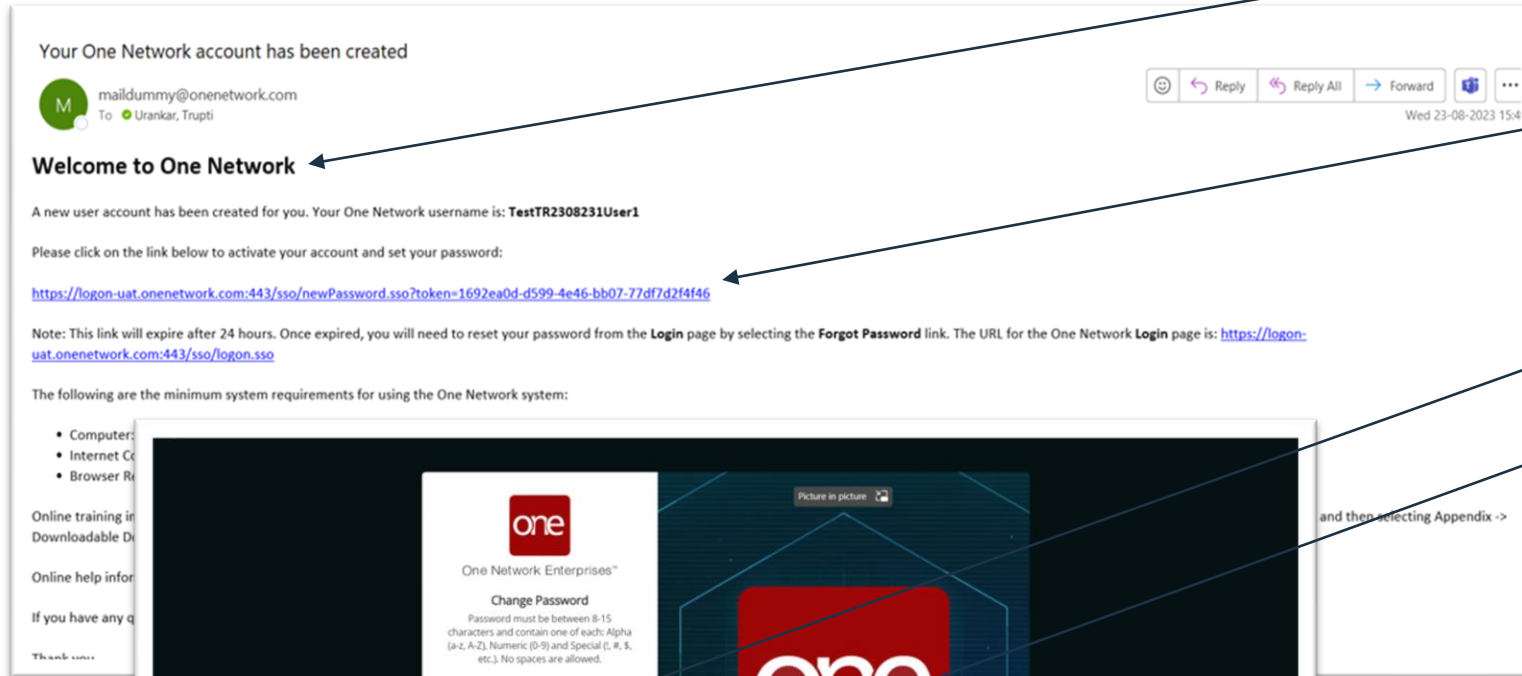 Your One Network account has been created
M
maildummy@onenetwork.com
To Urankar, Trupti
Reply
Reply All
Forward
Wed 23-08-2023 15:4
Welcome to One Network
A new user account has been created for you. Your One Network username is: TestTR2308231User1
Please click on the link below to activate your account and set your password:
https://logon-uat.onenetwork.com:443/sso/newPassword.sso?token=1692ea0d-d599-4e46-bb07-77df7d2f4f46
Note: This link will expire after 24 hours. Once expired, you will need to reset your password from the Login page by selecting the Forgot Password link. The URL for the One Network Login page is: https://logon-
uat.onenetwork.com:443/sso/logon.sso
The following are the minimum system requirements for using the One Network system:
• Computer:
• Internet Co
• Browser Re
Online training in
and then selecting Appendix ->
Downloadable Do
Online help infor
If you have any q
Thank you
Picture in picture
one
One Network Enterprises™
Change Password
Password must be between 8-15
characters and contain one of each: Alpha
(a-z, A-Z), Numeric (0-9) and Special (!, #, $,
etc.). No spaces are allowed.
one